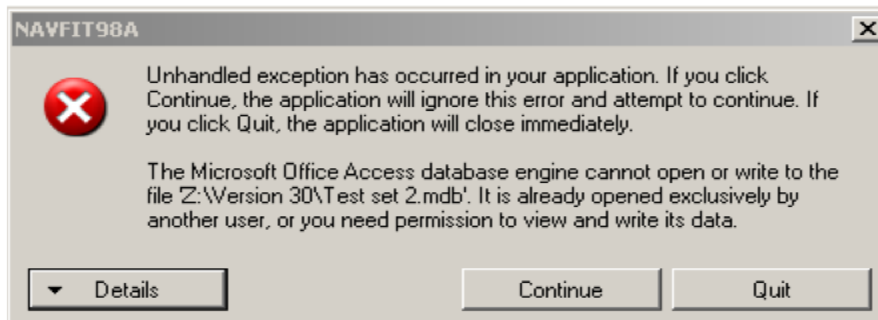 NAVFIT98A
Unhandled exception has occurred in your application. If you click
Continue, the application will ignore this error and attempt to continue. If
you click Quit, the application will close immediately.
The Microsoft Office Access database engine cannot open or write to the
file 'Z:\Version 30\Test set 2.mdb'. It is already opened exclusively by
another user, or you need permission to view and write its data.
Details
Continue
Quit